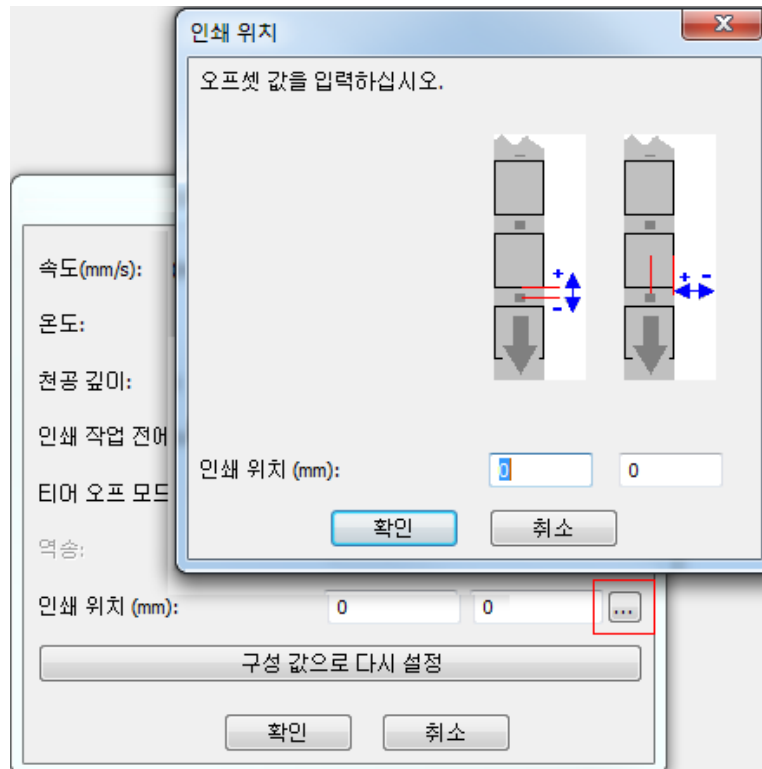 인쇄 위치
오프셋 값을 입력하십시오.
+
-
+ -
인쇄 위치 (mm):
0
0
확인
취소
속도(mm/s):
온도:
천공 깊이:
인쇄 작업 전에
티어 오프 모드
역송:
인쇄 위치 (mm):
0
0
...
구성 값으로 다시 설정
확인
취소